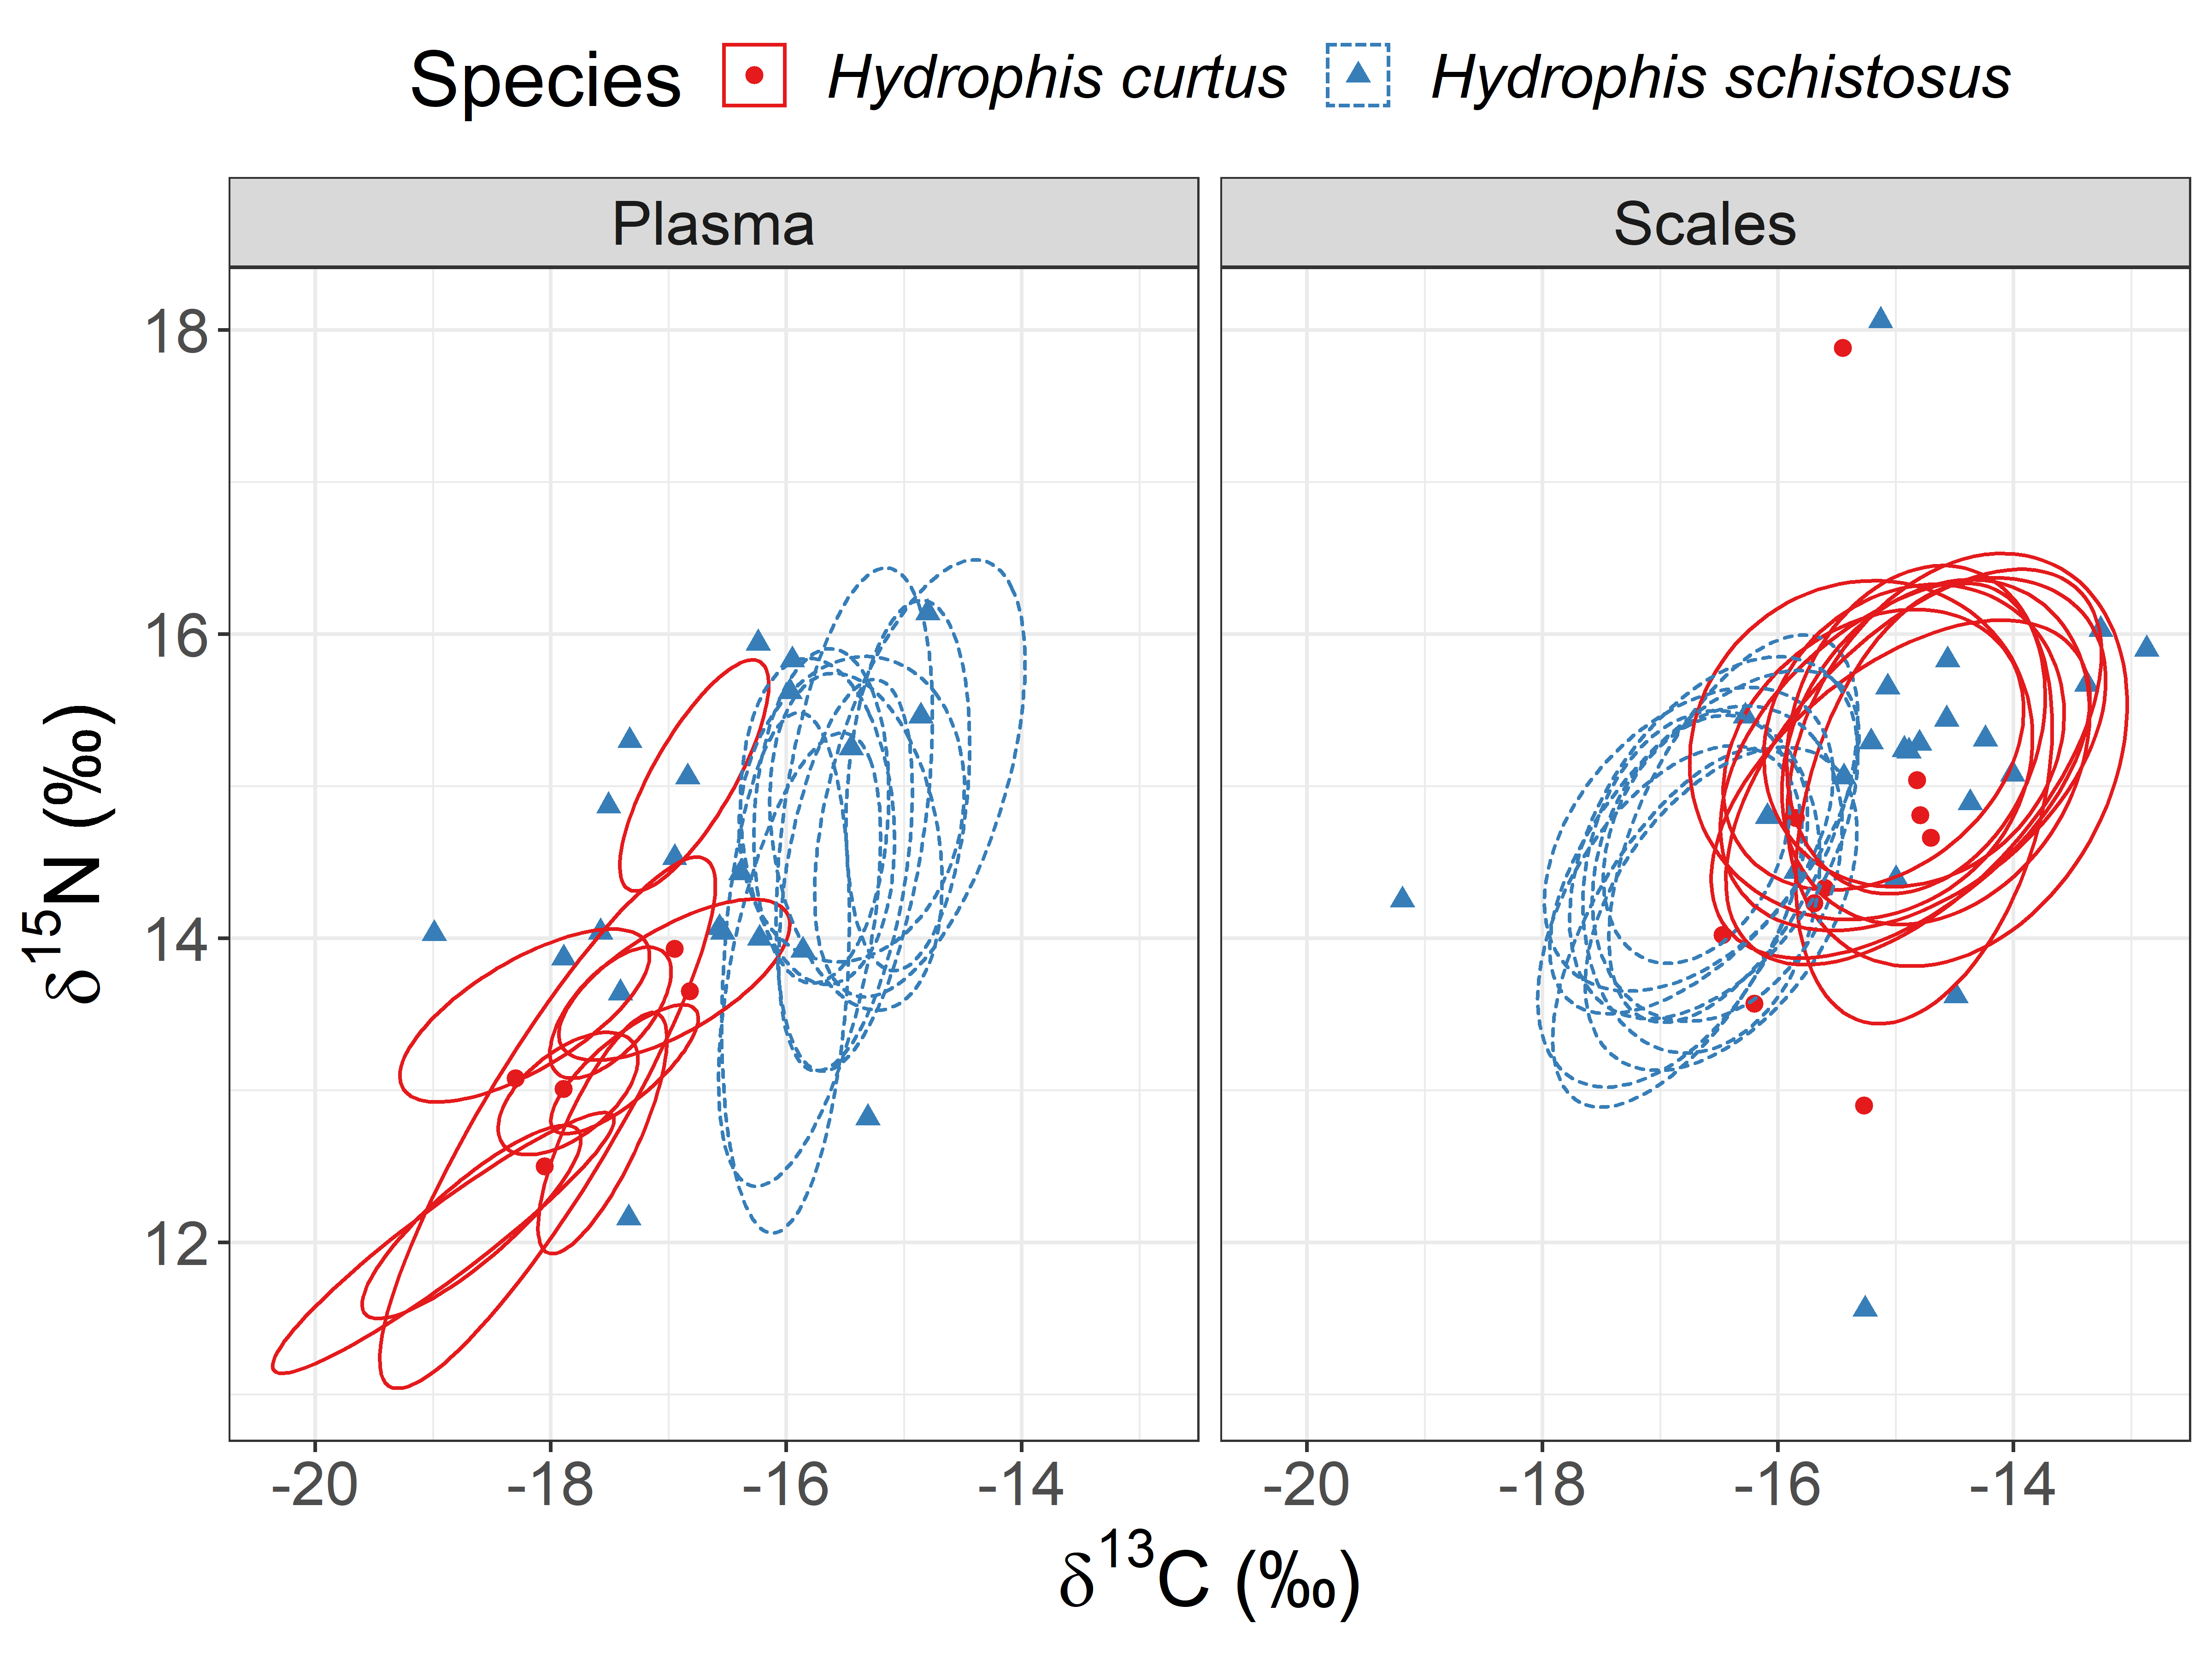 Species Hydrophis curtus Hydrophis schistosus
Plasma Scales
18
16
14
12
δ15N (‰)
-20 -18 -16 -14 -20 -18 -16 -14
δ13C (‰)